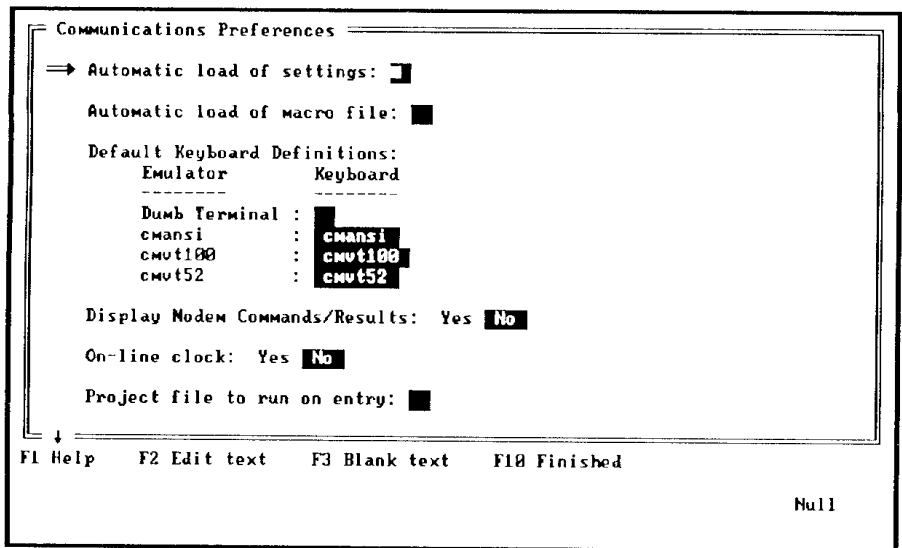 Communications Preferences
Automatic load of settings:
Automatic load of macro file:
Default Keyboard Definitions:
Emulator Keyboard
-------- --------
Dumb Terminal :
cmansi : cmansi
cmvt100 : cmvt100
cmvt52 : cmvt52
Display Modem Commands/Results: Yes No
On-line clock: Yes No
Project file to run on entry:
F1 Help F2 Edit text F3 Blank text F10 Finished
Null